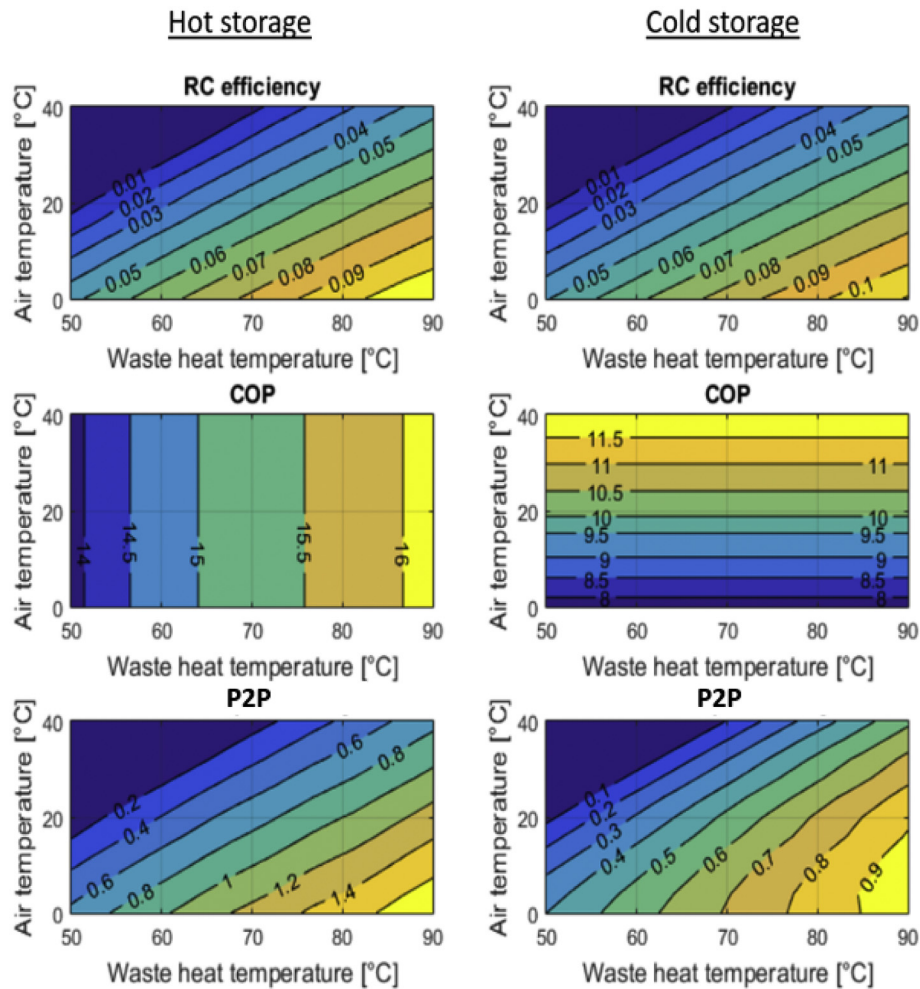 Hot storage
Cold storage
RC efficiency
RC efficiency
Air temperature [°C]
40
20
0
0.01
0.02
0.03
0.04
0.05
0.05
0.06
0.07
0.08
0.09
50 60 70 80 90
Waste heat temperature [°C]
Air temperature [°C]
40
20
0
0.01
0.02
0.03
0.04
0.05
0.05
0.06
0.07
0.08
0.09
0.1
50 60 70 80 90
Waste heat temperature [°C]
COP
COP
Air temperature [°C]
40
20
0
14
14.5
15
15.5
16
50 60 70 80 90
Waste heat temperature [°C]
Air temperature [°C]
40
20
0
11.5
11 11
10.5
10 10
9.5 9.5
9 9
8.5 8.5
8 8
50 60 70 80 90
Waste heat temperature [°C]
P2P
P2P
Air temperature [°C]
40
20
0
0.2
0.4
0.6
0.6
0.8
0.8
1
1.2
1.4
50 60 70 80 90
Waste heat temperature [°C]
Air temperature [°C]
40
20
0
0.1
0.2
0.3
0.4
0.5
0.6
0.7
0.8
0.9
50 60 70 80 90
Waste heat temperature [°C]